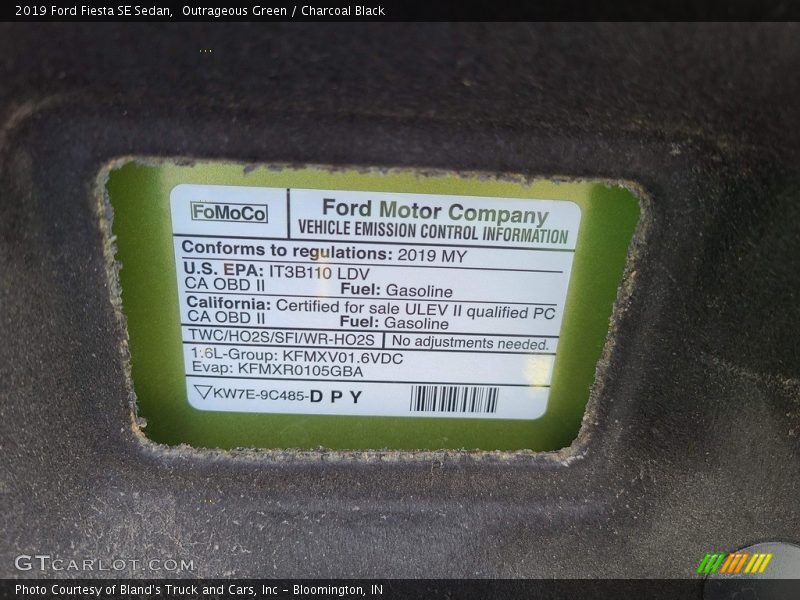 2019 Ford Fiesta SE Sedan,  Outrageous Green / Charcoal Black
FoMoCo
Ford Motor Company
VEHICLE EMISSION CONTROL INFORMATION
Conforms to regulations: 2019 MY
U.S. EPA: IT3B110 LDV
CA OBD II Fuel: Gasoline
California: Certified for sale ULEV II qualified PC
CA OBD II Fuel: Gasoline
TWC/HO2S/SFI/WR-HO2S No adjustments needed.
1.6L-Group: KFMXV01.6VDC
Evap: KFMXR0105GBA
KW7E-9C485-D P Y
GTCARLOT.COM
Photo Courtesy of Bland's Truck and Cars, Inc - Bloomington, IN